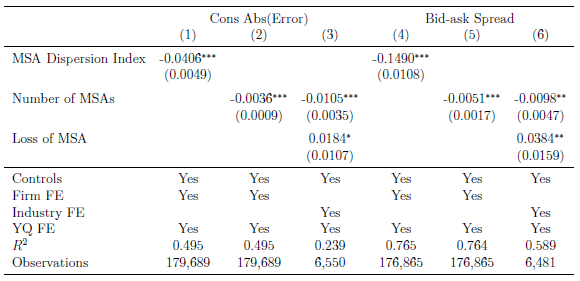 Cons Abs(Error) Bid-ask Spread
(1) (2) (3) (4) (5) (6)
MSA Dispersion Index -0.0406*** -0.1490***
(0.0049) (0.0108)
Number of MSAs -0.0036*** -0.0105*** -0.0051*** -0.0098**
(0.0009) (0.0035) (0.0017) (0.0047)
Loss of MSA 0.0184* 0.0384**
(0.0107) (0.0159)
Controls Yes Yes Yes Yes Yes Yes
Firm FE Yes Yes Yes Yes
Industry FE Yes Yes
YQ FE Yes Yes Yes Yes Yes Yes
R² 0.495 0.495 0.239 0.765 0.764 0.589
Observations 179,689 179,689 6,550 176,865 176,865 6,481